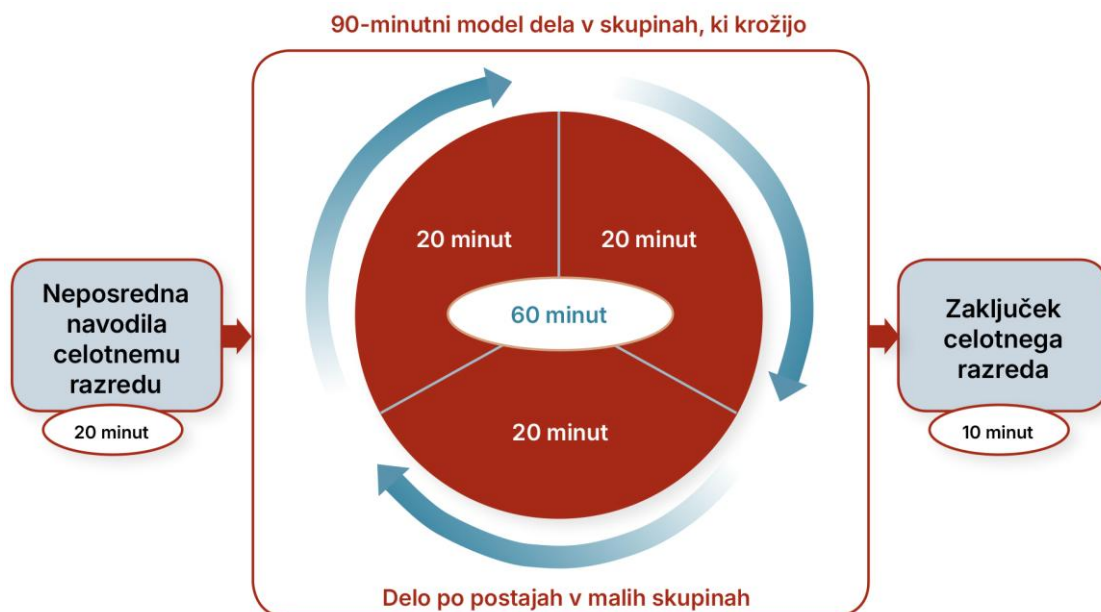 90-minutni model dela v skupinah, ki krožijo
Neposredna
navodila
celotnemu
razredu
20 minut
20 minut
20 minut
60 minut
20 minut
Delo po postajah v malih skupinah
Zaključek
celotnega
razreda
10 minut